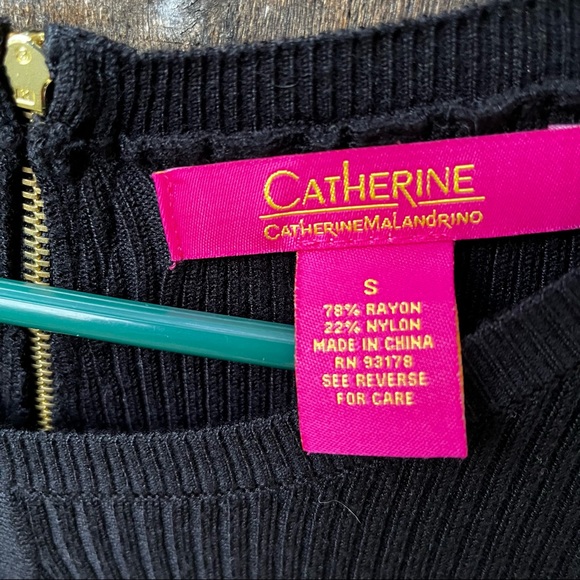 CATHERINE
CATHERINEMALANDRINO
S
78% RAYON
22% NYLON
MADE IN CHINA
RN 93178
SEE REVERSE
FOR CARE